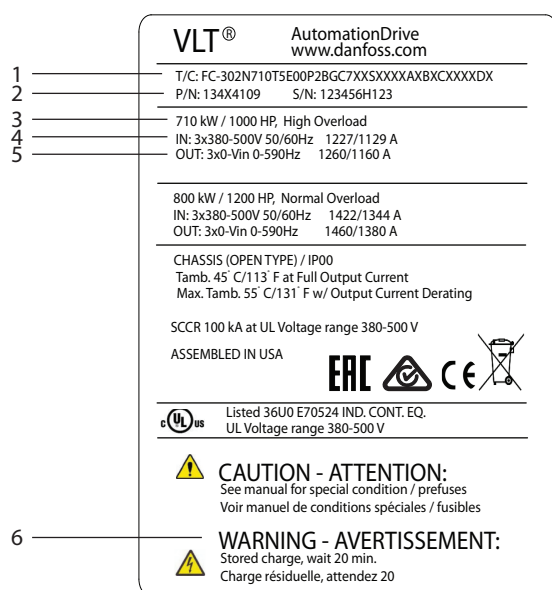 VLT® AutomationDrive
www.danfoss.com
1 T/C: FC-302N710T5E00P2BGC7XXSXXXXAXBXCXXXXDX
2 P/N: 134X4109 S/N: 123456H123
3 710 kW / 1000 HP, High Overload
4 IN: 3x380-500V 50/60Hz 1227/1129 A
5 OUT: 3x0-Vin 0-590Hz 1260/1160 A
800 kW / 1200 HP, Normal Overload
IN: 3x380-500V 50/60Hz 1422/1344 A
OUT: 3x0-Vin 0-590Hz 1460/1380 A
CHASSIS (OPEN TYPE) / IP00
Tamb. 45° C/113° F at Full Output Current
Max. Tamb. 55° C/131° F w/ Output Current Derating
SCCR 100 kA at UL Voltage range 380-500 V
ASSEMBLED IN USA
EAC CE
c UL us Listed 36U0 E70524 IND. CONT. EQ.
UL Voltage range 380-500 V
CAUTION - ATTENTION:
See manual for special condition / prefuses
Voir manuel de conditions spéciales / fusibles
6 WARNING - AVERTISSEMENT:
Stored charge, wait 20 min.
Charge résiduelle, attendez 20